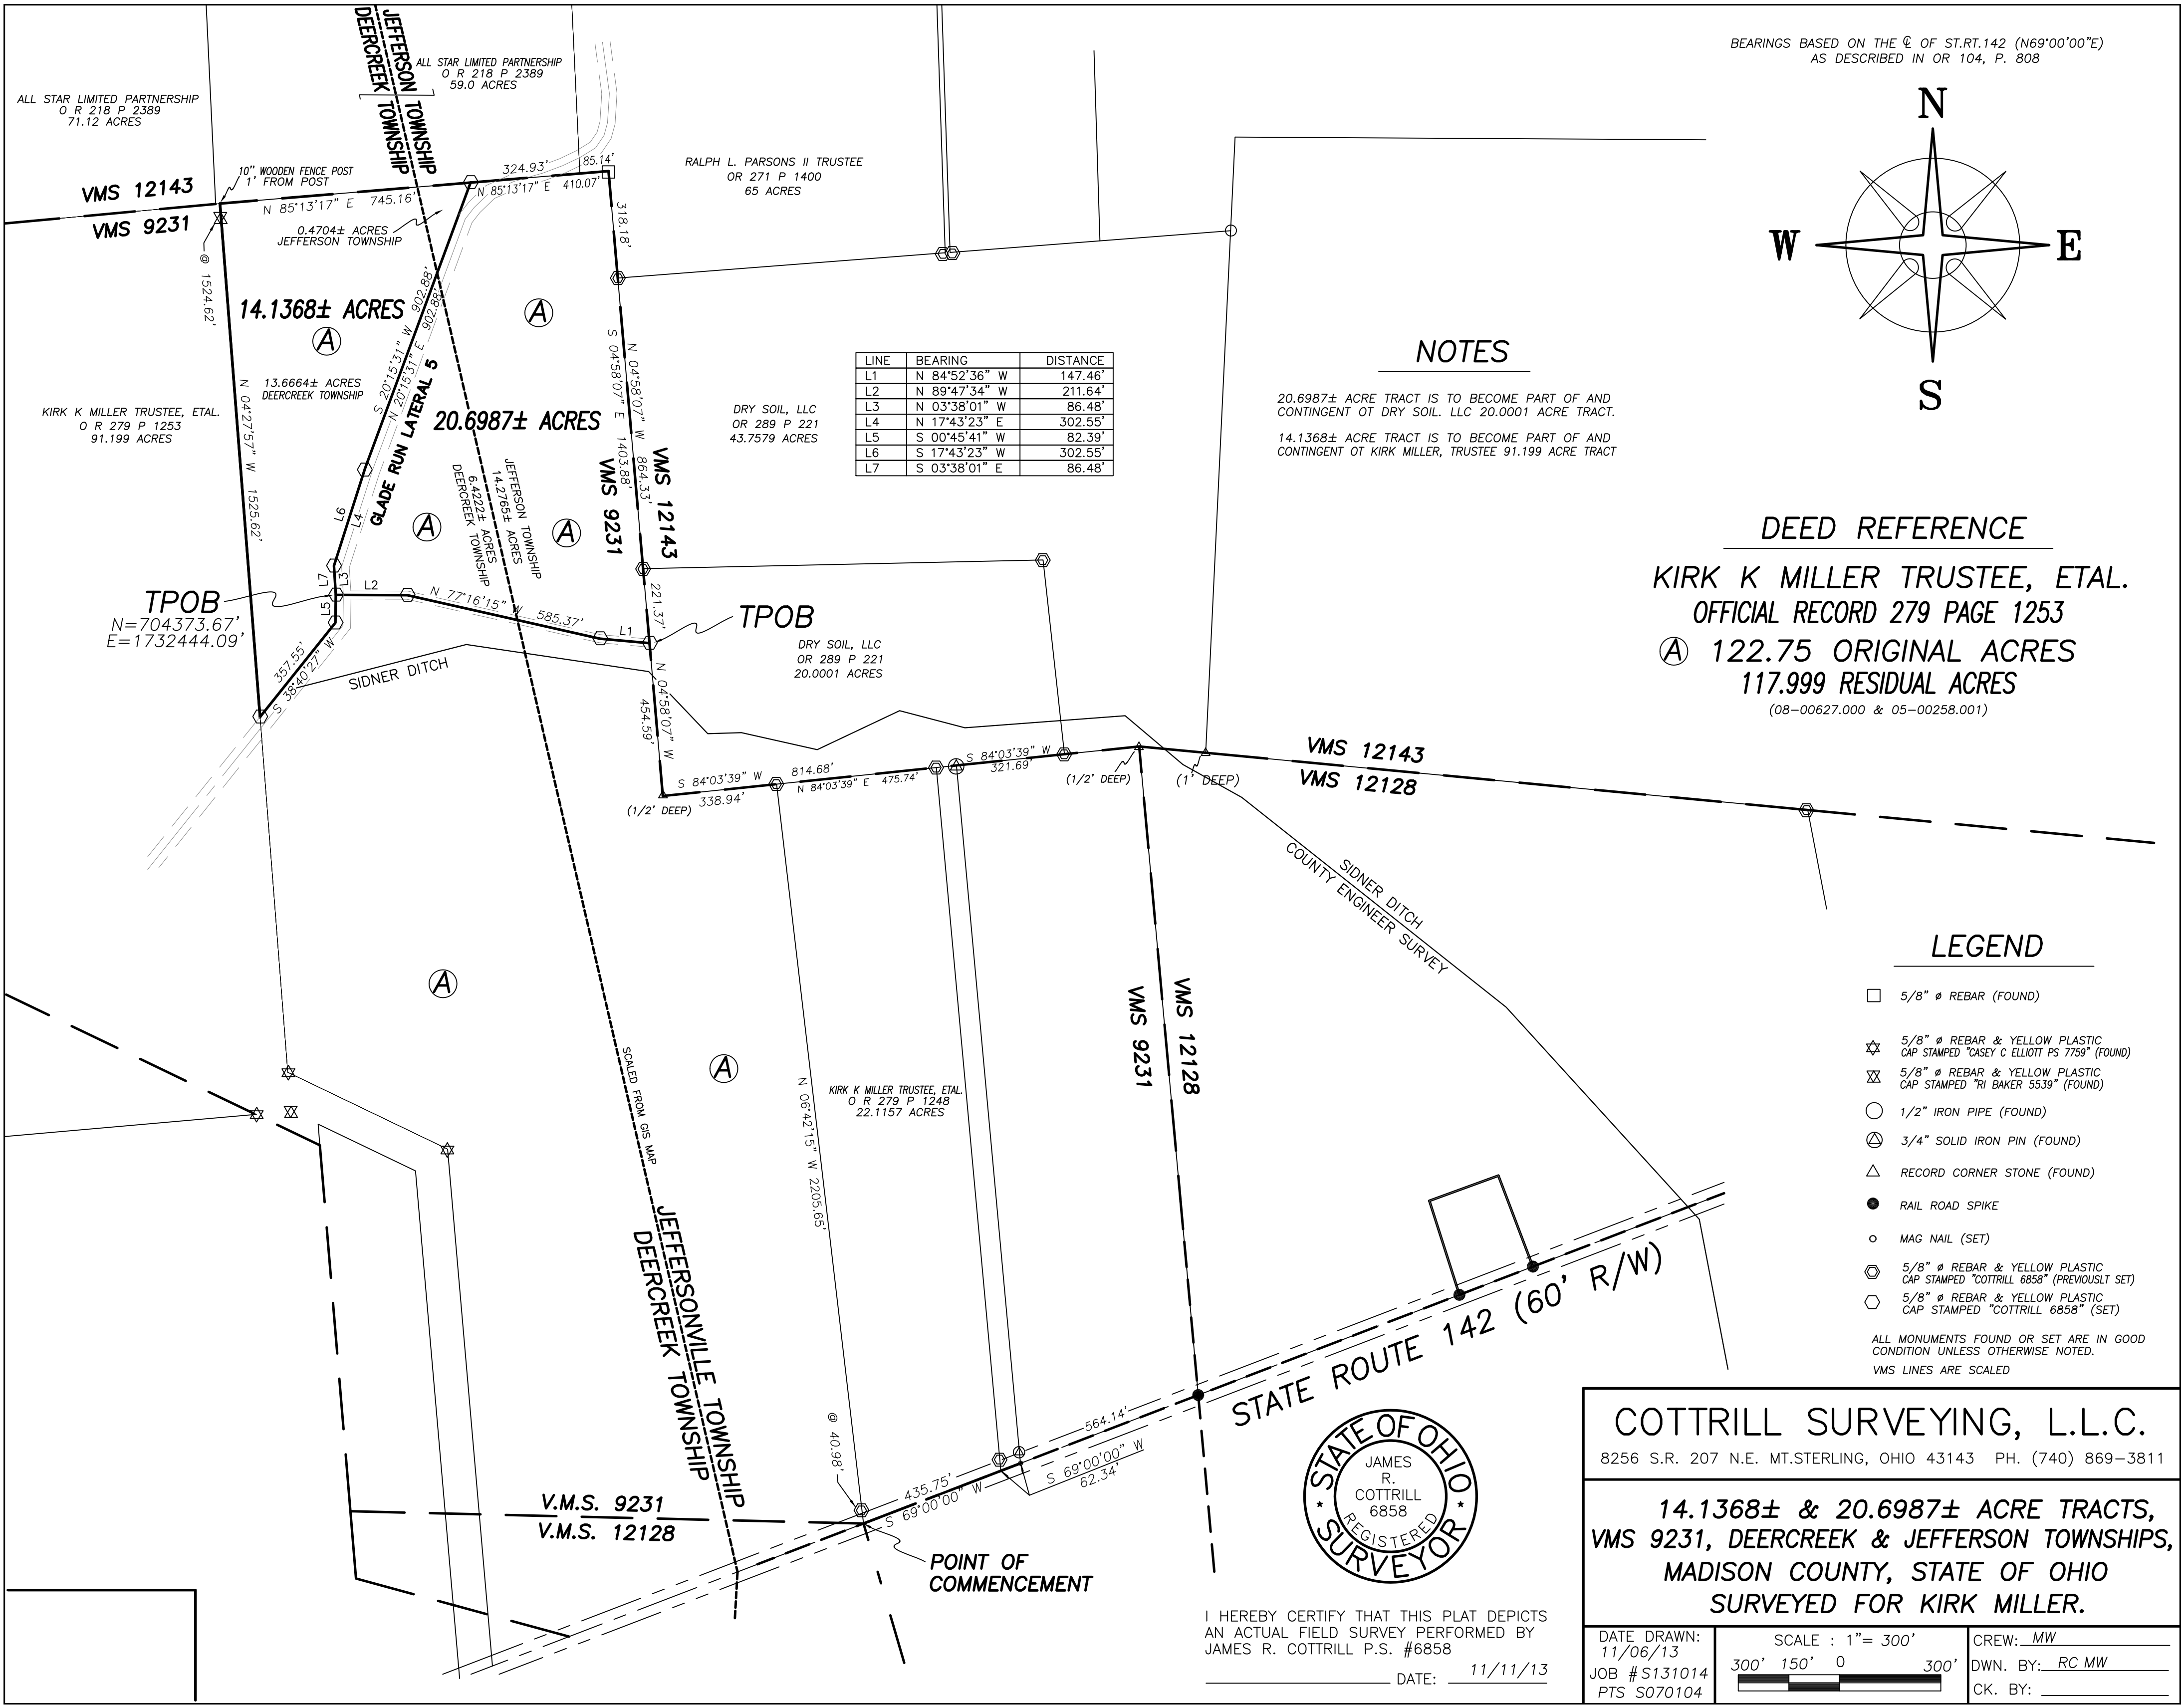 BEARINGS BASED ON THE ℄ OF ST.RT.142 (N69°00'00"E)
AS DESCRIBED IN OR 104, P. 808
N
W
E
S
JEFFERSON TOWNSHIP
DEERCREEK TOWNSHIP
ALL STAR LIMITED PARTNERSHIP
O R 218 P 2389
59.0 ACRES
ALL STAR LIMITED PARTNERSHIP
O R 218 P 2389
71.12 ACRES
10" WOODEN FENCE POST
1' FROM POST
VMS 12143
VMS 9231
N 85°13'17" E 745.16'
324.93'
85.14'
N 85°13'17" E 410.07'
RALPH L. PARSONS II TRUSTEE
OR 271 P 1400
65 ACRES
0.4704± ACRES
JEFFERSON TOWNSHIP
318.18'
@ 1524.62'
14.1368± ACRES
A
A
13.6664± ACRES
DEERCREEK TOWNSHIP
S 20°15'31" W 902.88'
N 20°15'31" E 902.88'
GLADE RUN LATERAL 5
20.6987± ACRES
KIRK K MILLER TRUSTEE, ETAL.
O R 279 P 1253
91.199 ACRES
N 04°27'57" W 1525.62'
S 04°58'07" E 1403.88'
N 04°58'07" W 864.33'
VMS 9231
VMS 12143
DRY SOIL, LLC
OR 289 P 221
43.7579 ACRES
LINE BEARING DISTANCE
L1 N 84°52'36" W 147.46'
L2 N 89°47'34" W 211.64'
L3 N 03°38'01" W 86.48'
L4 N 17°43'23" E 302.55'
L5 S 00°45'41" W 82.39'
L6 S 17°43'23" W 302.55'
L7 S 03°38'01" E 86.48'
NOTES
20.6987± ACRE TRACT IS TO BECOME PART OF AND
CONTINGENT OT DRY SOIL. LLC 20.0001 ACRE TRACT.
14.1368± ACRE TRACT IS TO BECOME PART OF AND
CONTINGENT OT KIRK MILLER, TRUSTEE 91.199 ACRE TRACT
DEED REFERENCE
KIRK K MILLER TRUSTEE, ETAL.
OFFICIAL RECORD 279 PAGE 1253
A 122.75 ORIGINAL ACRES
117.999 RESIDUAL ACRES
(08-00627.000 & 05-00258.001)
A
A
JEFFERSON TOWNSHIP
14.2765± ACRES
6.4222± ACRES
DEERCREEK TOWNSHIP
L6
L4
L7
L3
L5
L2
N 77°16'15" W 585.37'
L1
TPOB
N=704373.67'
E=1732444.09'
221.37'
TPOB
DRY SOIL, LLC
OR 289 P 221
20.0001 ACRES
357.55'
S 38°40'27" W
SIDNER DITCH
N 04°58'07" W
454.59'
S 84°03'39" W
338.94'
(1/2' DEEP)
814.68'
N 84°03'39" E 475.74'
S 84°03'39" W
321.69'
(1/2' DEEP)
(1' DEEP)
VMS 12143
VMS 12128
SIDNER DITCH
COUNTY ENGINEER SURVEY
A
A
SCALED FROM GIS MAP
N 06°42'15" W 2205.65'
KIRK K MILLER TRUSTEE, ETAL.
O R 279 P 1248
22.1157 ACRES
VMS 9231
VMS 12128
JEFFERSONVILLE TOWNSHIP
DEERCREEK TOWNSHIP
@ 40.98'
V.M.S. 9231
V.M.S. 12128
POINT OF
COMMENCEMENT
435.75'
S 69°00'00" W
564.14'
S 69°00'00" W
62.34'
STATE ROUTE 142 (60' R/W)
LEGEND
5/8" ø REBAR (FOUND)
5/8" ø REBAR & YELLOW PLASTIC
CAP STAMPED "CASEY C ELLIOTT PS 7759" (FOUND)
5/8" ø REBAR & YELLOW PLASTIC
CAP STAMPED "RI BAKER 5539" (FOUND)
1/2" IRON PIPE (FOUND)
3/4" SOLID IRON PIN (FOUND)
RECORD CORNER STONE (FOUND)
RAIL ROAD SPIKE
MAG NAIL (SET)
5/8" ø REBAR & YELLOW PLASTIC
CAP STAMPED "COTTRILL 6858" (PREVIOUSLT SET)
5/8" ø REBAR & YELLOW PLASTIC
CAP STAMPED "COTTRILL 6858" (SET)
ALL MONUMENTS FOUND OR SET ARE IN GOOD
CONDITION UNLESS OTHERWISE NOTED.
VMS LINES ARE SCALED
STATE OF OHIO
JAMES
R.
COTTRILL
6858
REGISTERED
SURVEYOR
I HEREBY CERTIFY THAT THIS PLAT DEPICTS
AN ACTUAL FIELD SURVEY PERFORMED BY
JAMES R. COTTRILL P.S. #6858
DATE: 11/11/13
COTTRILL SURVEYING, L.L.C.
8256 S.R. 207 N.E. MT.STERLING, OHIO 43143 PH. (740) 869-3811
14.1368± & 20.6987± ACRE TRACTS,
VMS 9231, DEERCREEK & JEFFERSON TOWNSHIPS,
MADISON COUNTY, STATE OF OHIO
SURVEYED FOR KIRK MILLER.
DATE DRAWN:
11/06/13
JOB #S131014
PTS S070104
SCALE : 1"= 300'
300' 150' 0 300'
CREW: MW
DWN. BY: RC MW
CK. BY: